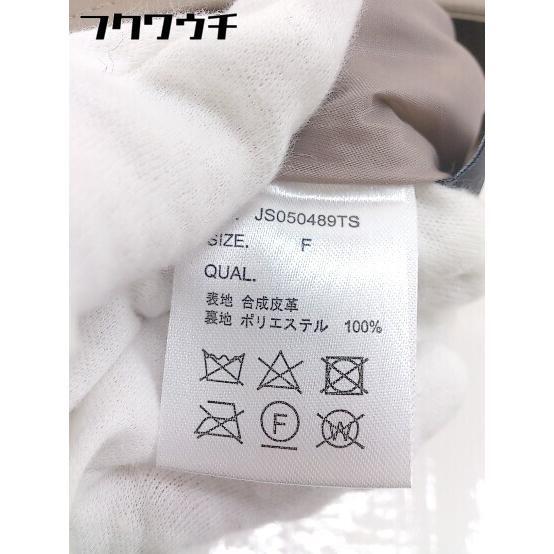 フクワウチ
JS050489TS
SIZE. F
QUAL.
表地 合成皮革
裏地 ポリエステル 100%
F
W